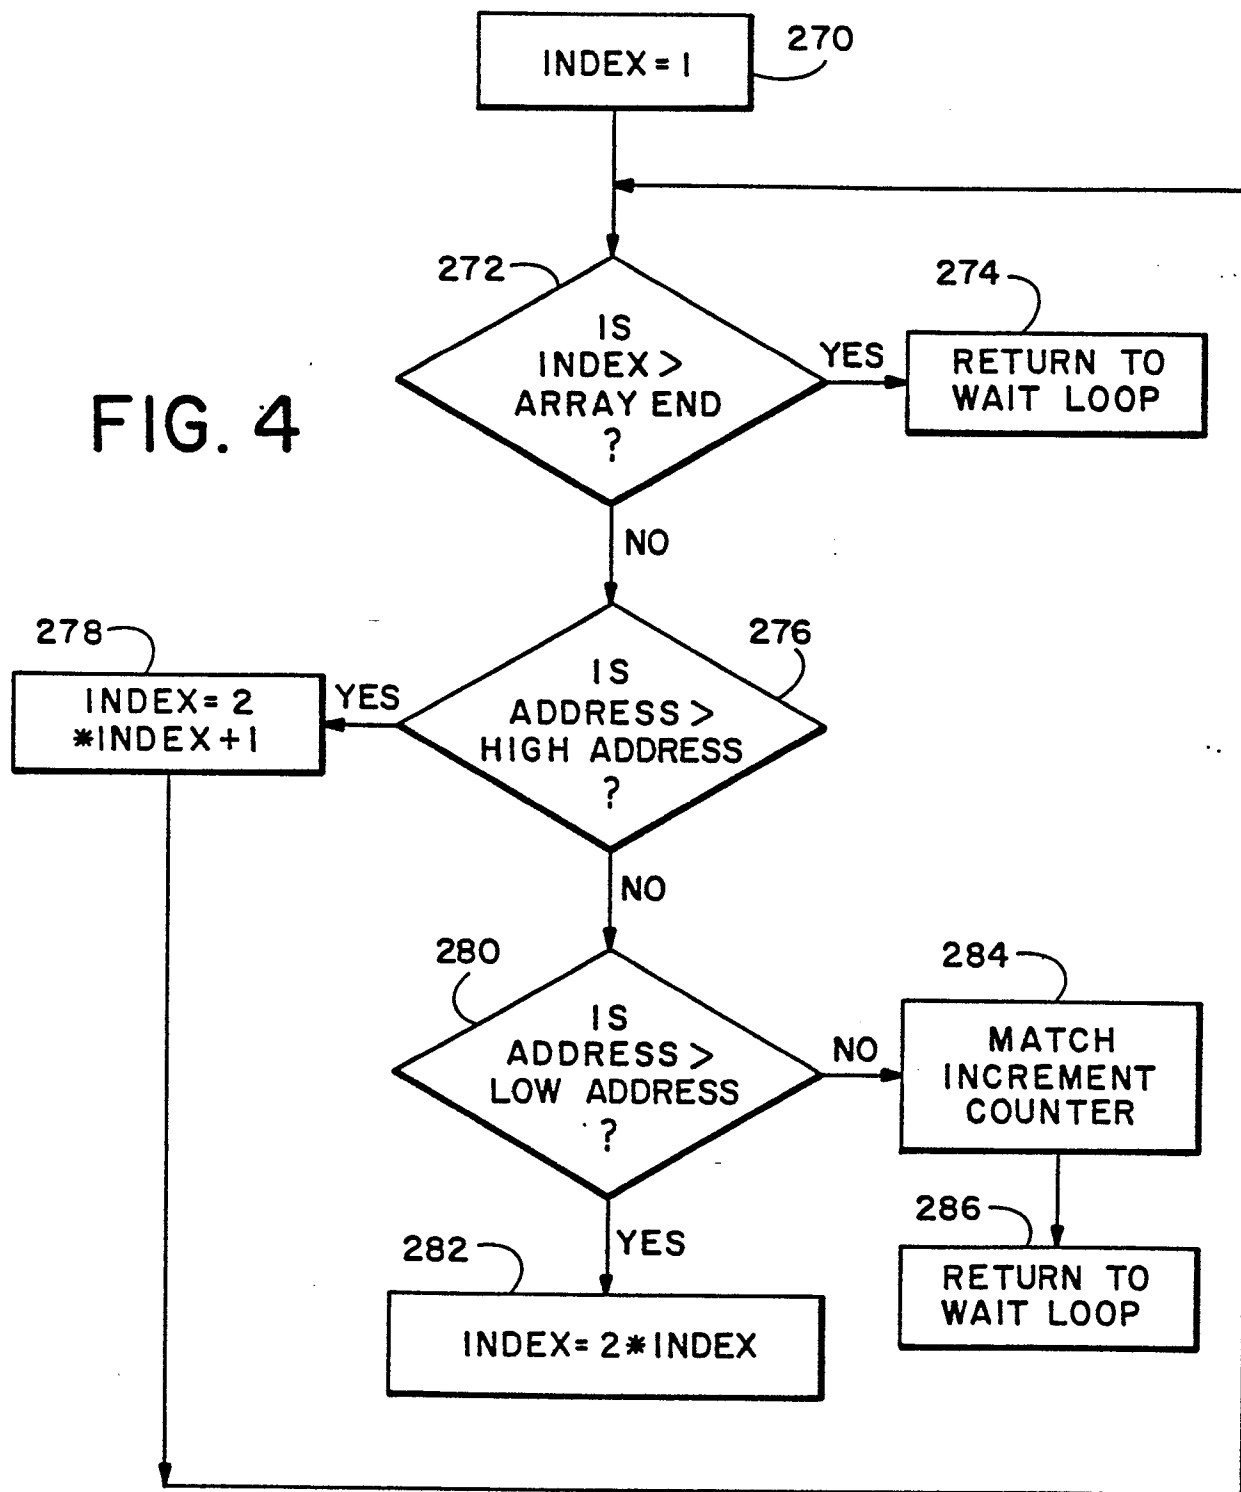 INDEX = 1
270
272
IS
INDEX >
ARRAY END
?
YES
274
RETURN TO
WAIT LOOP
FIG. 4
NO
278
INDEX = 2
*INDEX+1
YES
276
IS
ADDRESS >
HIGH ADDRESS
?
NO
280
IS
ADDRESS >
LOW ADDRESS
?
NO
284
MATCH
INCREMENT
COUNTER
YES
282
INDEX = 2*INDEX
286
RETURN TO
WAIT LOOP